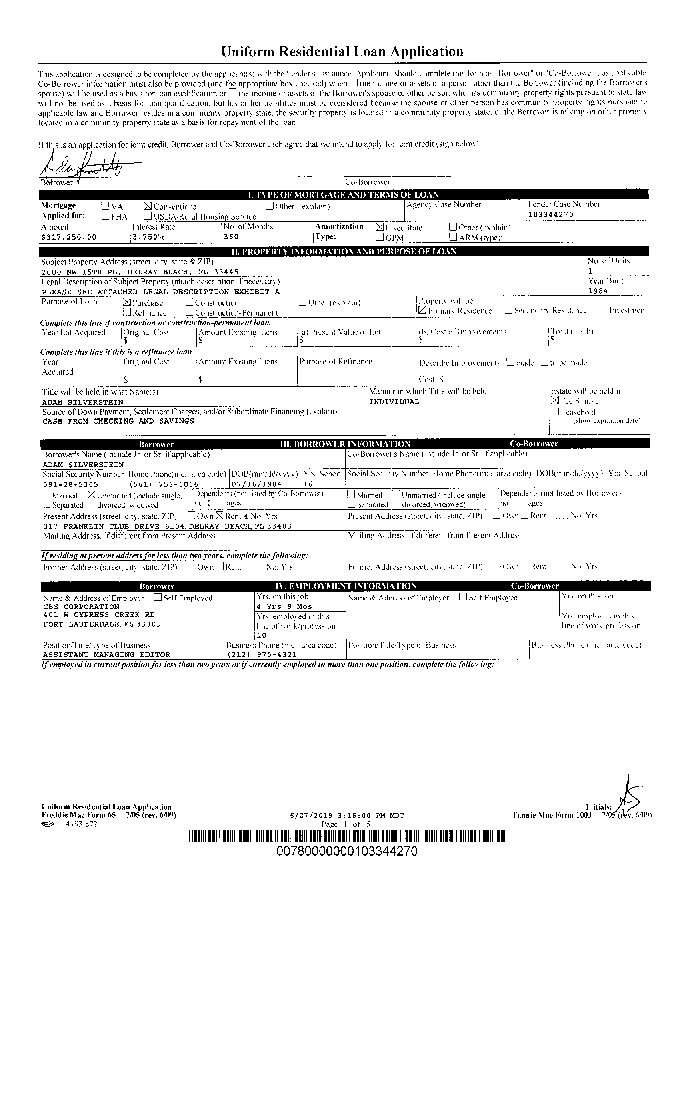 Uniform Residential Loan Application
This application is designed to be completed by the applicant(s) with the Lender's assistance. Applicants should complete this form as "Borrower" or "Co-Borrower", as applicable.
Co-Borrower information must also be provided (and the appropriate box checked) when the income or assets of a person other than the Borrower (including the Borrower's
spouse) will be used as a basis for loan qualification or the income or assets of the Borrower's spouse or other person who has community property rights pursuant to state law
will not be used as a basis for loan qualification, but his or her liabilities must be considered because the spouse or other person has community property rights pursuant to
applicable law and Borrower resides in a community property state, the security property is located in a community property state, or the Borrower is relying on other property
located in a community property state as a basis for repayment of the loan.
If this is an application for joint credit, Borrower and Co-Borrower each agree that we intend to apply for joint credit (sign below)
Borrower Co-Borrower
I. TYPE OF MORTGAGE AND TERMS OF LOAN
Mortgage VA Conventional Other (explain) Agency Case Number Lender Case Number
Applied for: FHA USDA/Rural Housing Service 103344270
Amount Interest Rate No. of Months Amortization Fixed Rate Other (explain)
$317,250.00 3.750% Type: GPM ARM (type)
II. PROPERTY INFORMATION AND PURPOSE OF LOAN
Subject Property Address (street, city, state & ZIP) No. of Units
DELRAY BEACH, FL 33445 1
Legal Description of Subject Property (attach description if necessary) Year Built
PLEASE SEE ATTACHED LEGAL DESCRIPTION EXHIBIT A 1984
Purpose of Loan Purchase Construction Other (explain) Property will be
Refinance Construction-Permanent Primary Residence Secondary Residence Investment
Complete this line if construction or construction-permanent loan.
Year Lot Acquired Original Cost Amount Existing Liens (a) Present Value of Lot (b) Cost of Improvements Total (a+b)
$ $ $ $ $
Complete this line if this is a refinance loan.
Year Original Cost Amount Existing Liens Purpose of Refinance Describe Improvements made to be made
Acquired
$ $ Cost: $
Title will be held in what Name(s) Manner in which Title will be held Estate will be held in
ADAM SILVERSTEIN INDIVIDUAL Fee Simple
Source of Down Payment, Settlement Charges, and/or Subordinate Financing (explain) Leasehold
CASH FROM CHECKING AND SAVINGS (show expiration date)
Borrower III. BORROWER INFORMATION Co-Borrower
Borrower's Name (include Jr. or Sr. if applicable) Co-Borrower's Name (include Jr. or Sr. if applicable)
ADAM SILVERSTEIN
Social Security Number Home Phone (incl. area code) DOB (mm/dd/yyyy) Yrs. School Social Security Number Home Phone (incl. area code) DOB (mm/dd/yyyy) Yrs. School
16
Married Unmarried (include single, Dependents (not listed by Co-Borrower) Married Unmarried (include single Dependents (not listed by Borrower)
Separated divorced, widowed) no. ages Separated divorced, widowed) no. ages
Present Address (street, city, state, ZIP) Own Rent 4 No. Yrs. Present Address (street, city, state, ZIP) Own Rent No. Yrs.
317 FRANKLIN CLUB DRIVE DELRAY BEACH, FL 33483
Mailing Address, if different from Present Address Mailing Address, if different from Present Address
If residing at present address for less than two years, complete the following:
Former Address (street, city, state, ZIP) Own Rent No. Yrs. Former Address (street, city, state, ZIP) Own Rent No. Yrs.
Borrower IV. EMPLOYMENT INFORMATION Co-Borrower
Name & Address of Employer Self Employed Yrs. on this job Name & Address of Employer Self Employed Yrs. on this job
CBS CORPORATION 4 Yrs 9 Mos
401 W CYPRESS CREEK RD Yrs. employed in this Yrs. employed in this
FORT LAUDERDALE, FL line of work/profession line of work/profession
10
Position/Title/Type of Business Business Phone (incl. area code) Position/Title/Type of Business Business Phone (incl. area code)
ASSISTANT MANAGING EDITOR (212) 975-4321
If employed in current position for less than two years or if currently employed in more than one position, complete the following:
Initials: AS
Uniform Residential Loan Application
Freddie Mac Form 65 7/05 (rev. 6/09) 6/27/2019 3:16:00 PM MDT Fannie Mae Form 1003 7/05 (rev. 6/09)
Page 1 of 5
00780000000103344270